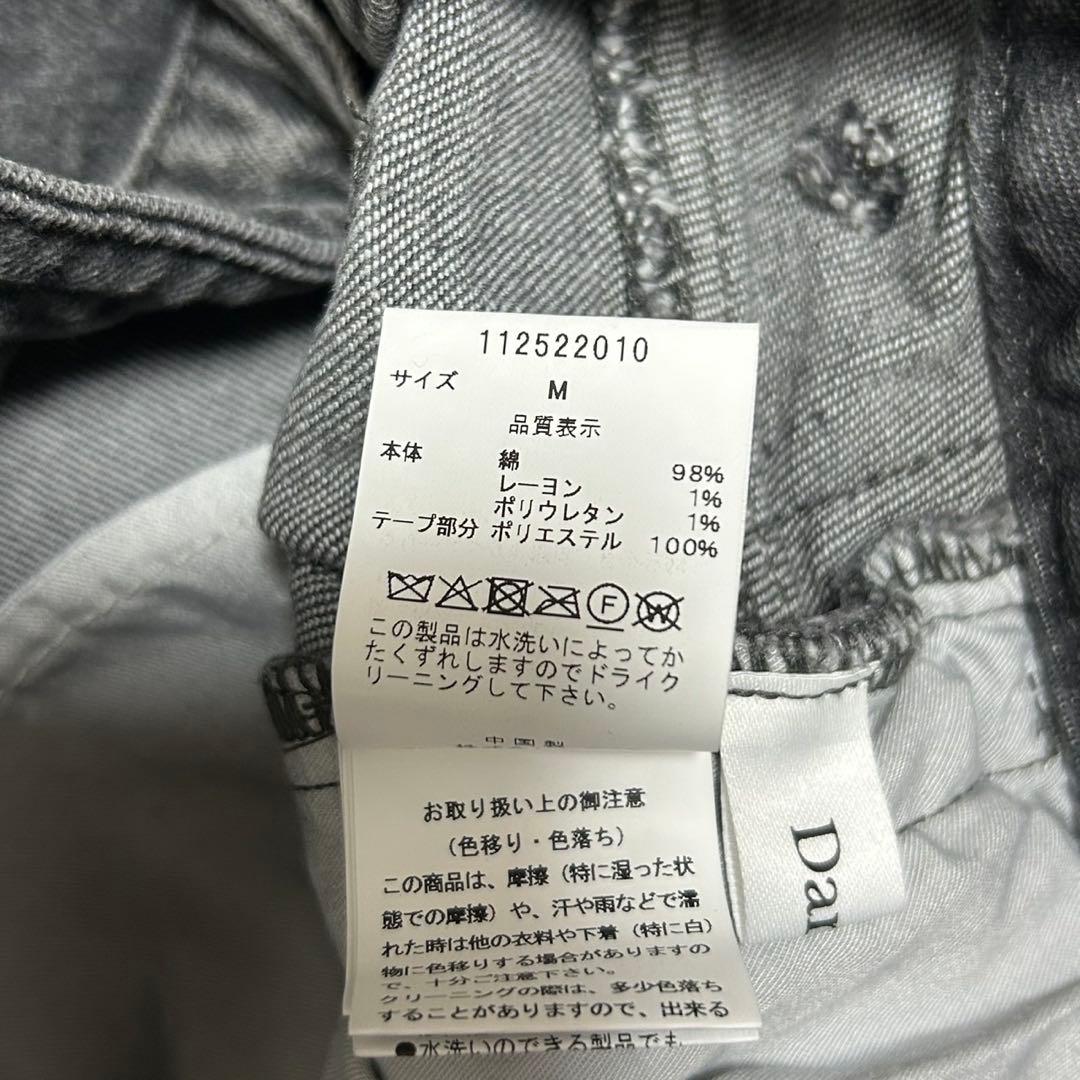 112522010
サイズ M
品質表示
本体 綿 98%
レーヨン 1%
ポリウレタン 1%
テープ部分 ポリエステル 100%
F W
この製品は水洗いによってか
たくずれしますのでドライク
リーニングして下さい。
中国製
お取り扱い上の御注意
(色移り・色落ち)
この商品は、摩擦(特に湿った状
態での摩擦)や、汗や雨などで濡
れた時は他の衣料や下着(特に白)
物に色移りする場合がありますの
で、十分ご注意下さい。
クリーニングの際は、多少色落ち
することがありますので、出来る
●水洗いのできる製品でも
Dar